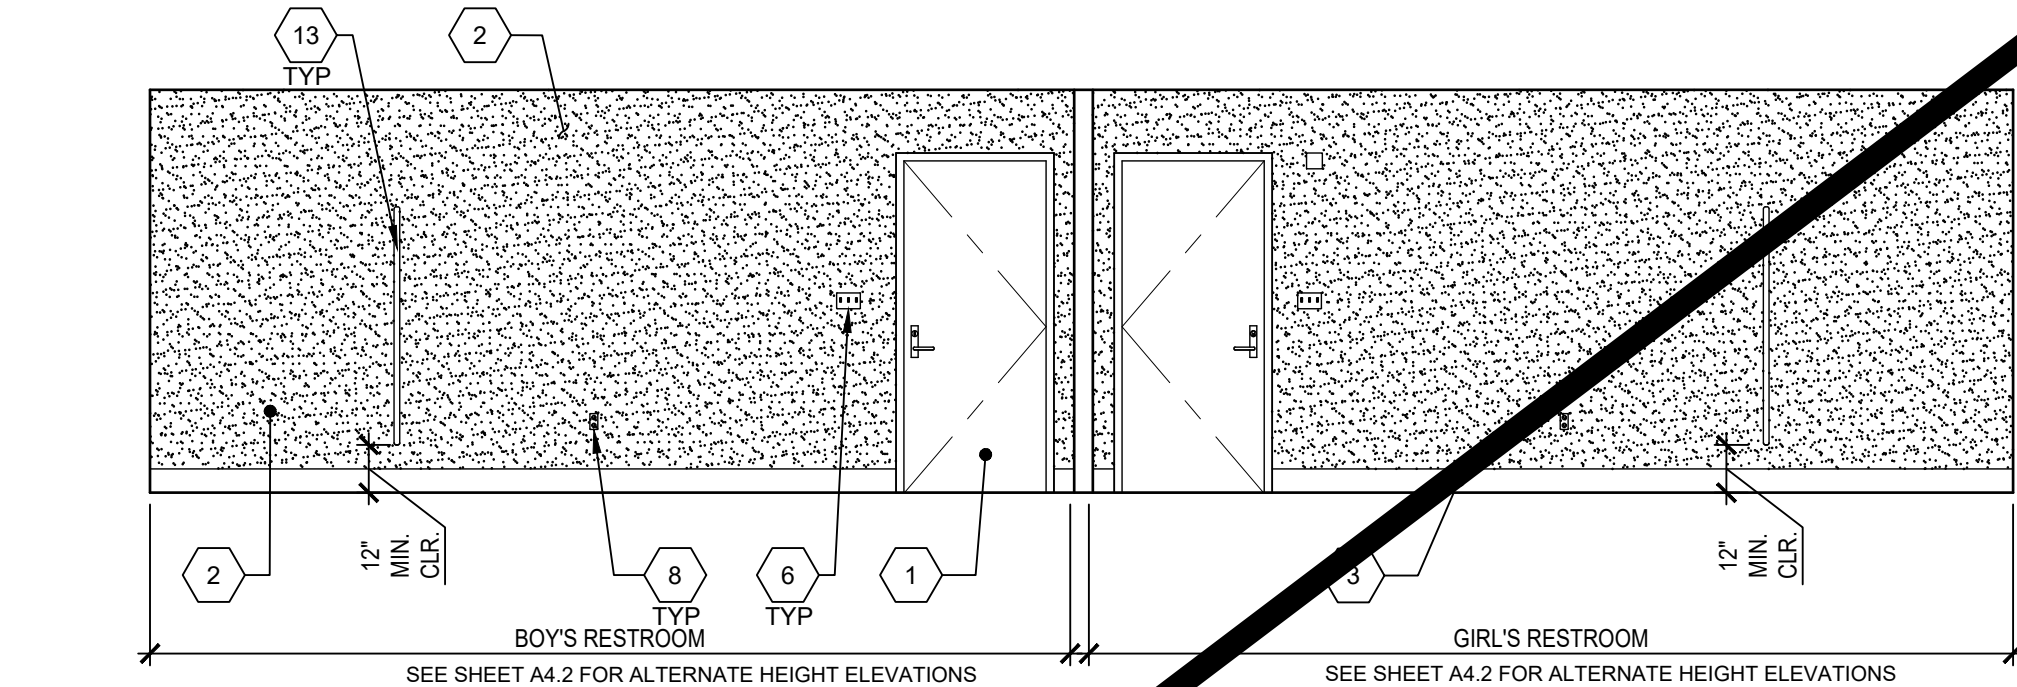 13
TYP
2
12"
MIN.
CLR.
2
8
TYP
6
TYP
1
3
12"
MIN.
CLR.
BOY'S RESTROOM
SEE SHEET A4.2 FOR ALTERNATE HEIGHT ELEVATIONS
GIRL'S RESTROOM
SEE SHEET A4.2 FOR ALTERNATE HEIGHT ELEVATIONS